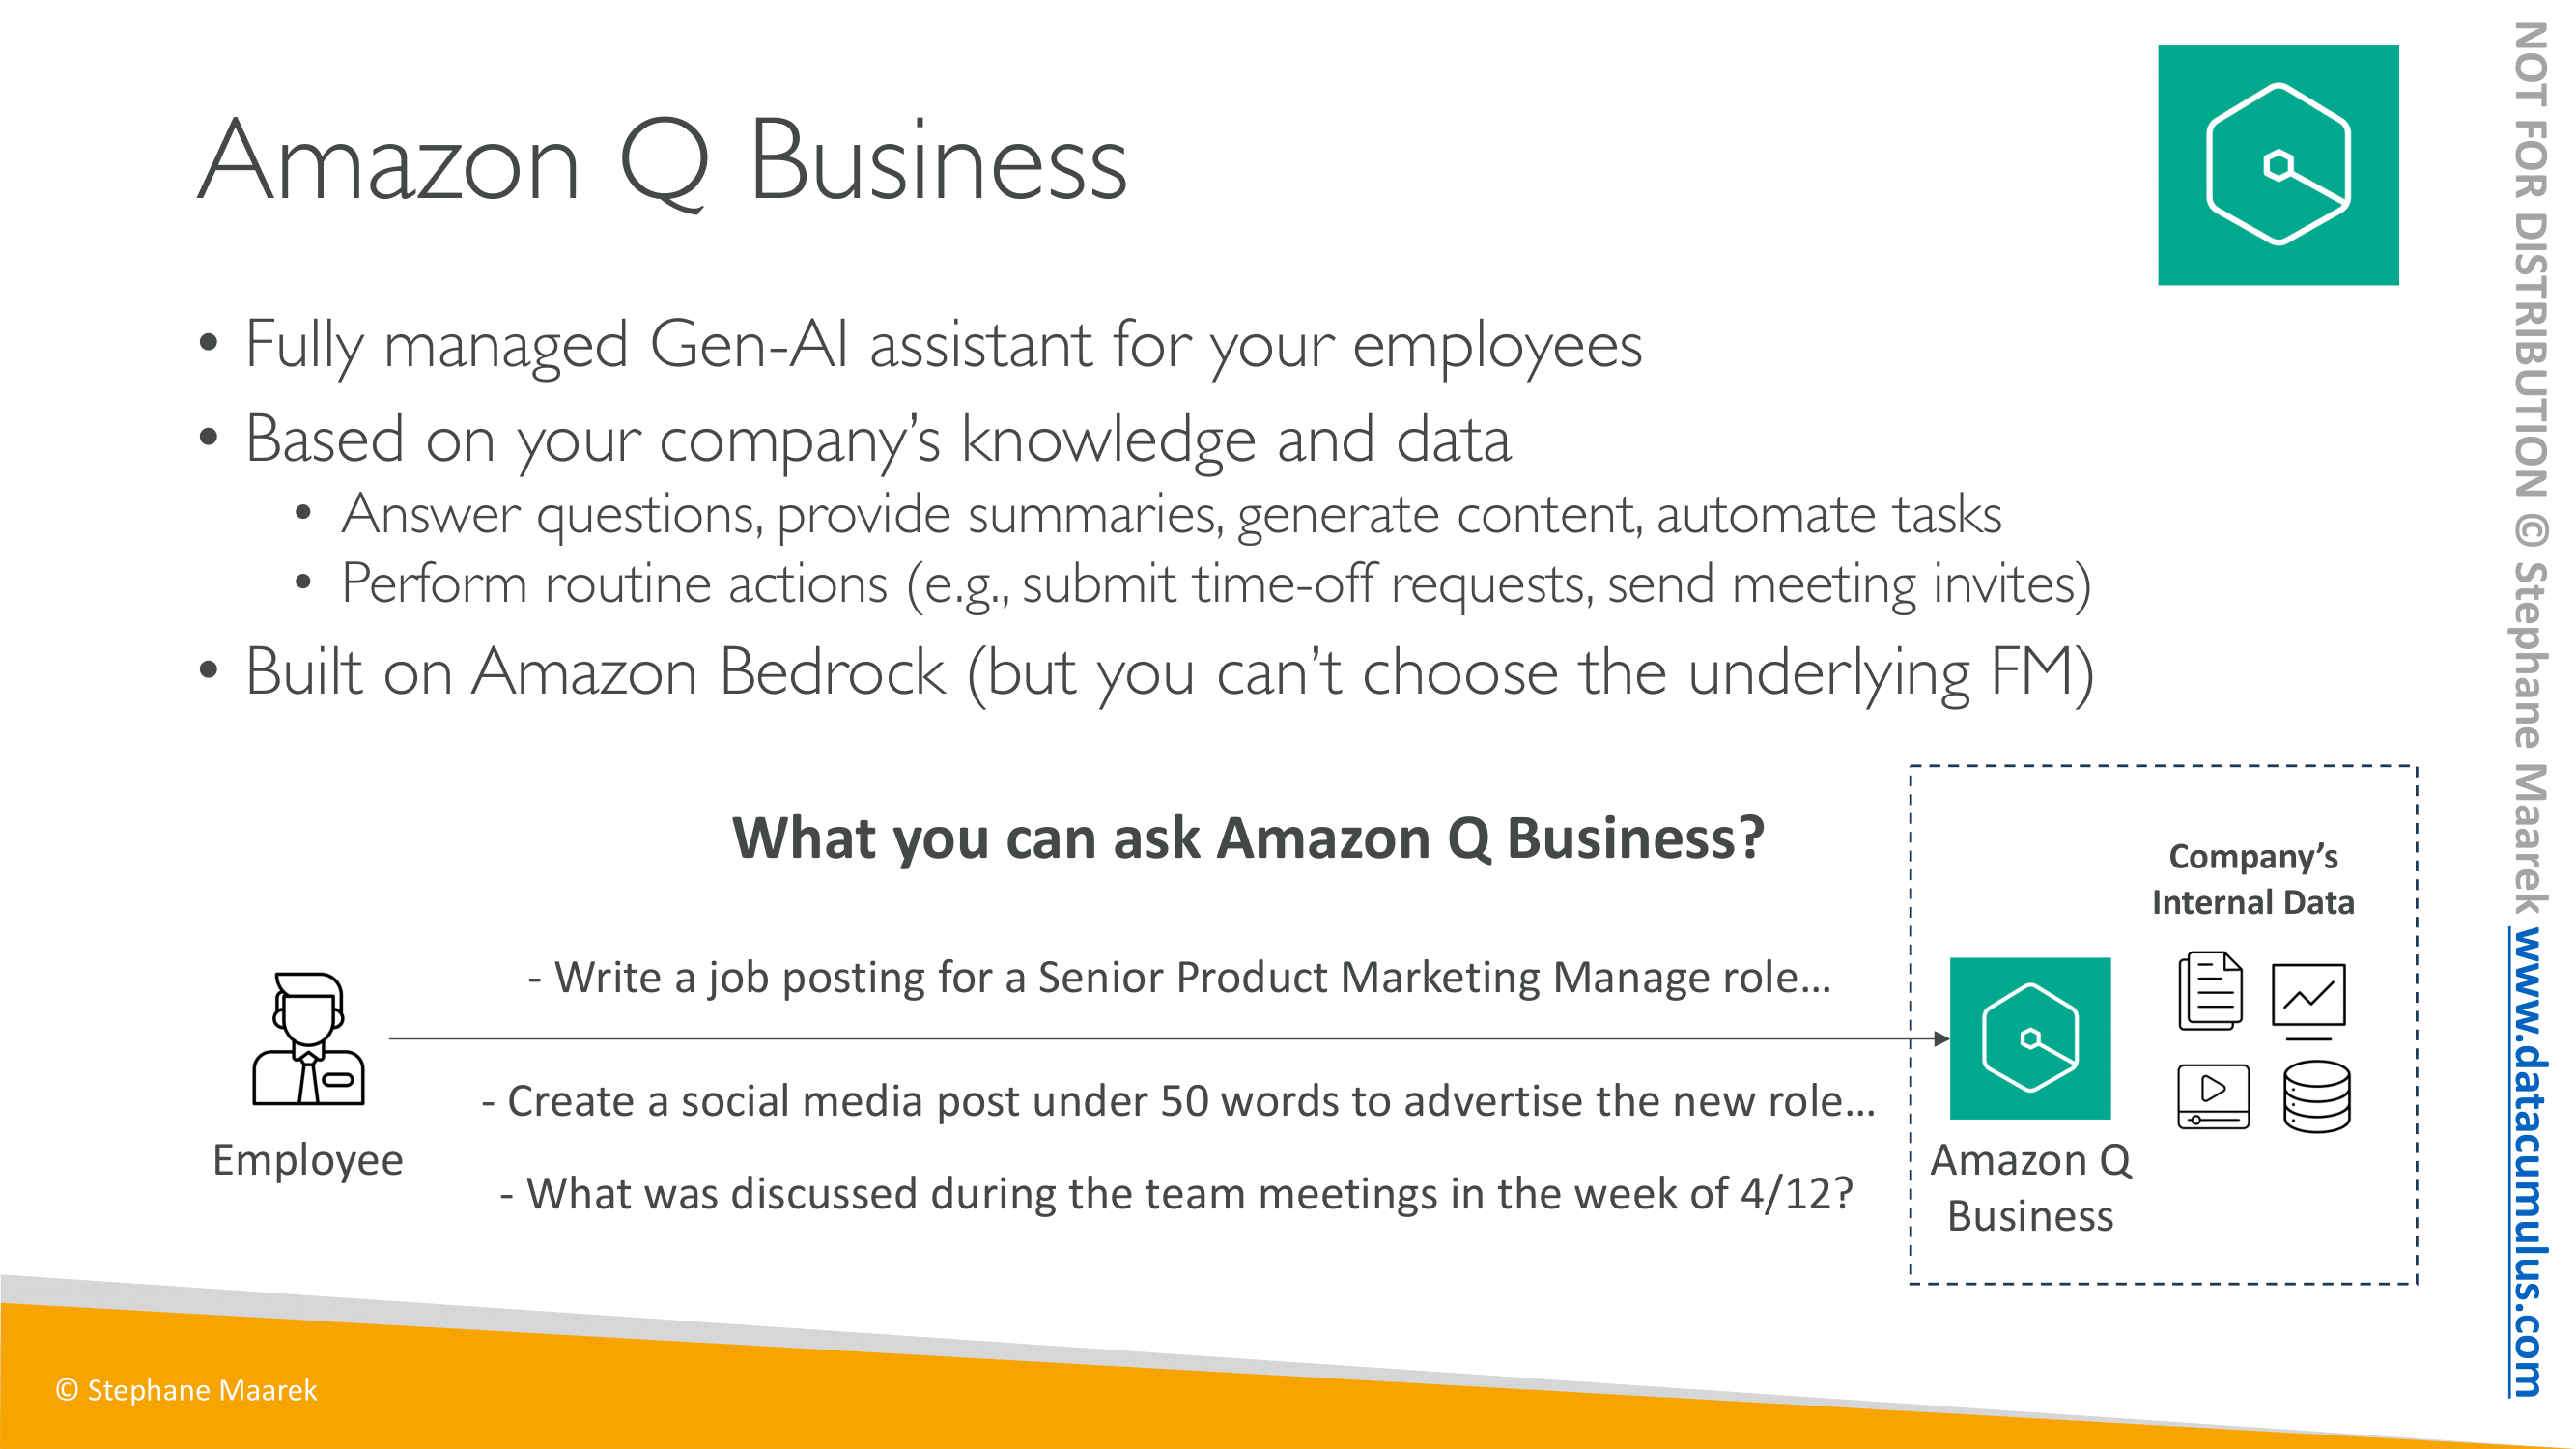 Amazon Q Business
• Fully managed Gen-AI assistant for your employees
• Based on your company’s knowledge and data
• Answer questions, provide summaries, generate content, automate tasks
• Perform routine actions (e.g., submit time-off requests, send meeting invites)
• Built on Amazon Bedrock (but you can’t choose the underlying FM)
What you can ask Amazon Q Business?
- Write a job posting for a Senior Product Marketing Manage role…
- Create a social media post under 50 words to advertise the new role…
- What was discussed during the team meetings in the week of 4/12?
Employee
Company’s
Internal Data
Amazon Q
Business
© Stephane Maarek
NOT FOR DISTRIBUTION © Stephane Maarek www.datacumulus.com